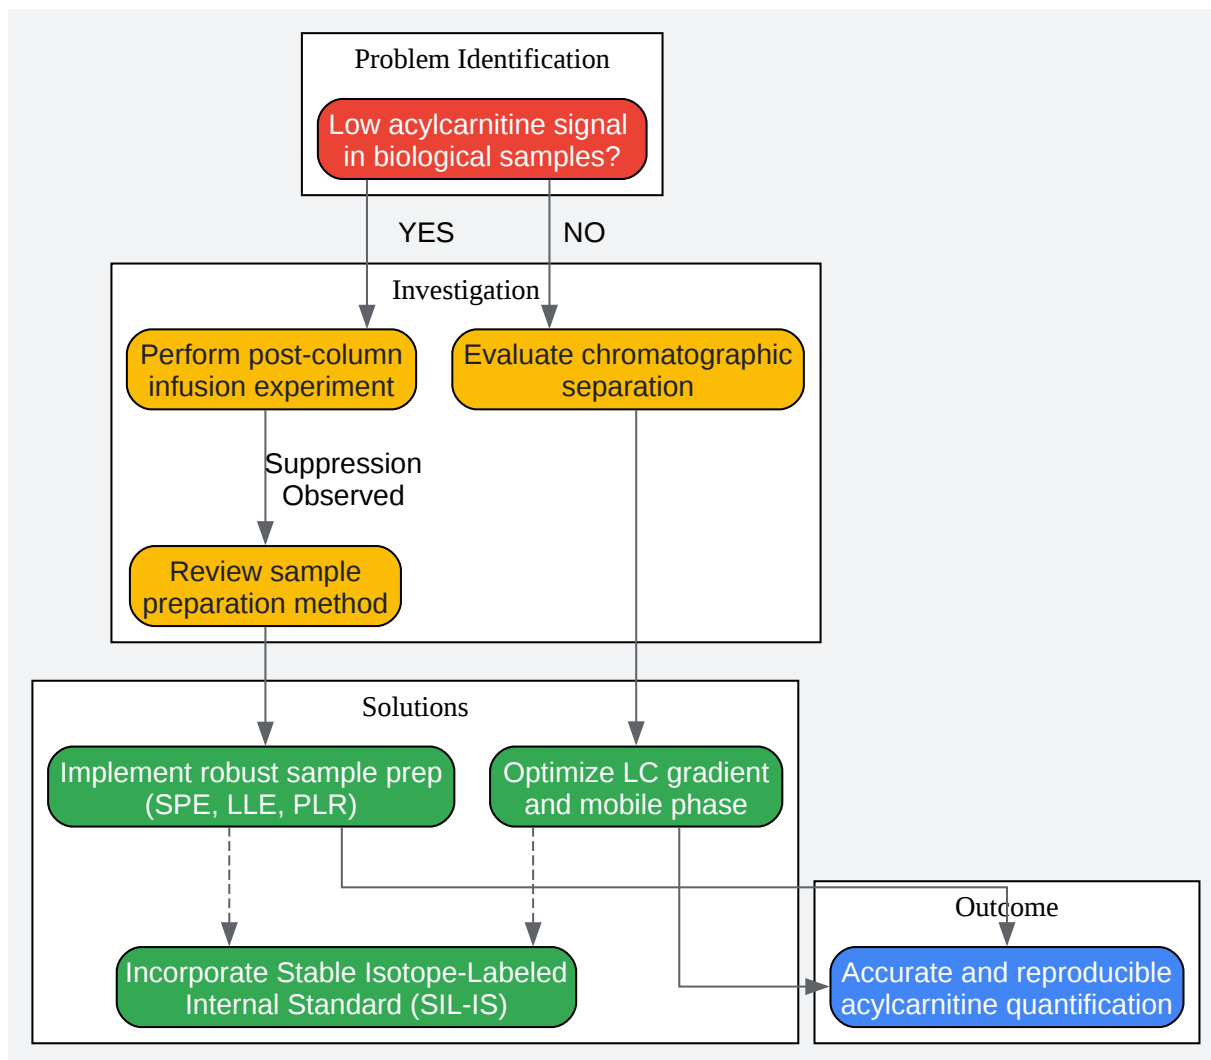 Problem Identification
Low acylcarnitine signal
in biological samples?
YES
NO
Investigation
Perform post-column
infusion experiment
Evaluate chromatographic
separation
Suppression
Observed
Review sample
preparation method
Solutions
Implement robust sample prep
(SPE, LLE, PLR)
Optimize LC gradient
and mobile phase
Outcome
Incorporate Stable Isotope-Labeled
Internal Standard (SIL-IS)
Accurate and reproducible
acylcarnitine quantification